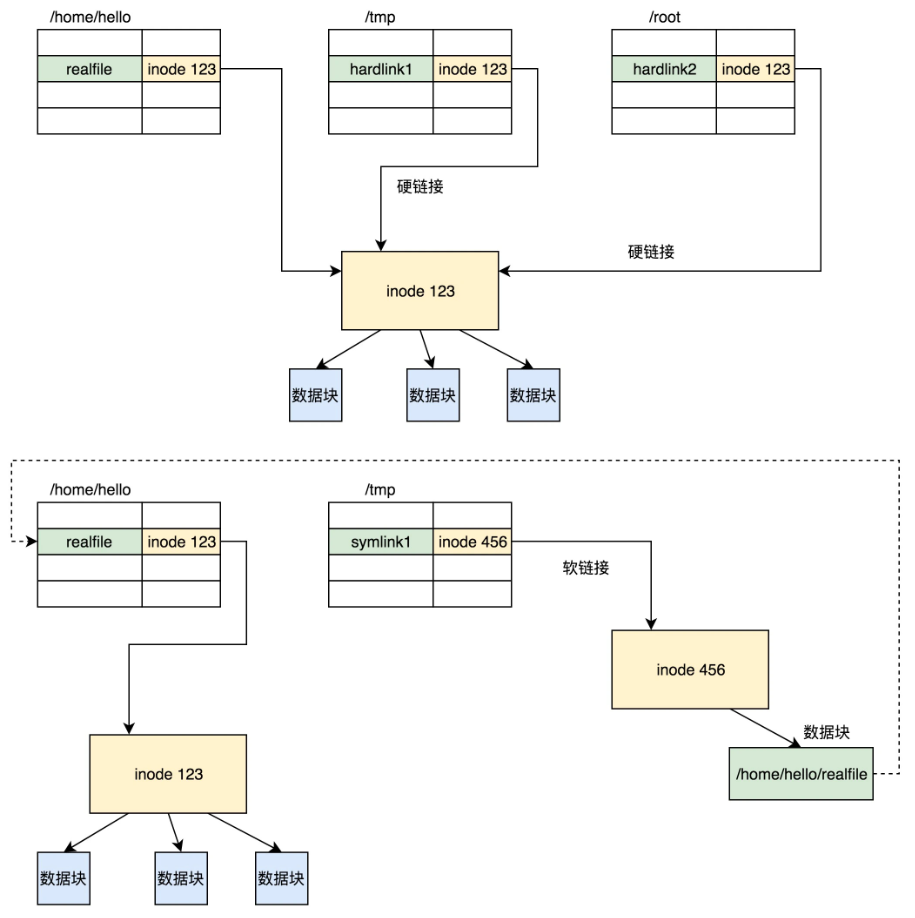 /home/hello
/tmp
/root
realfile
inode 123
hardlink1
inode 123
hardlink2
inode 123
硬链接
硬链接
inode 123
数据块
数据块
数据块
/home/hello
/tmp
realfile
inode 123
symlink1
inode 456
软链接
inode 456
数据块
inode 123
/home/hello/realfile
数据块
数据块
数据块